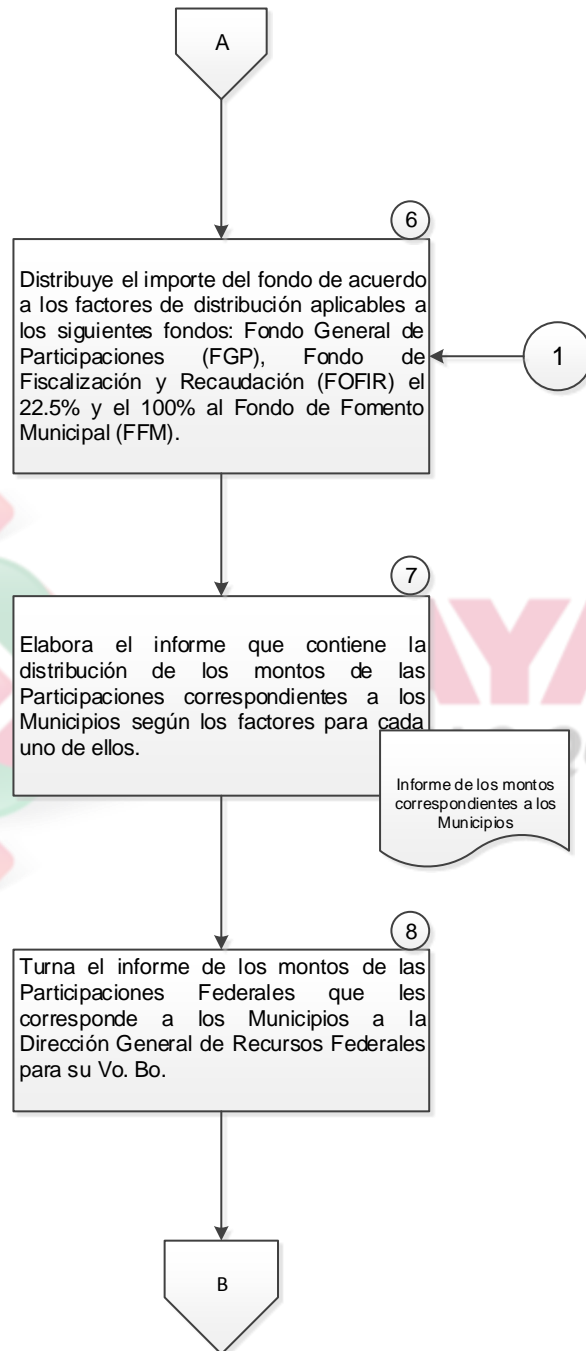 A
6
Distribuye el importe del fondo de acuerdo
a los factores de distribución aplicables a
los siguientes fondos: Fondo General de
Participaciones (FGP), Fondo de
Fiscalización y Recaudación (FOFIR) el
22.5% y el 100% al Fondo de Fomento
Municipal (FFM).
1
7
Elabora el informe que contiene la
distribución de los montos de las
Participaciones correspondientes a los
Municipios según los factores para cada
uno de ellos.
Informe de los montos
correspondientes a los
Municipios
8
Turna el informe de los montos de las
Participaciones Federales que les
corresponde a los Municipios a la
Dirección General de Recursos Federales
para su Vo. Bo.
B